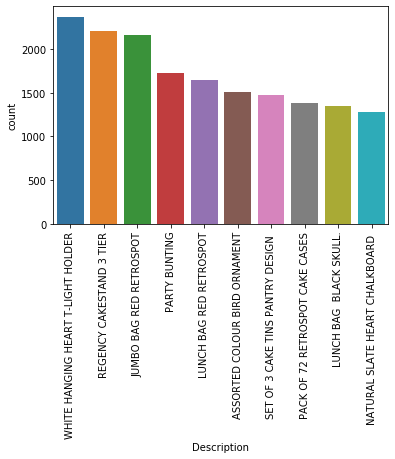 2000
1500
1000
500
0
count
WHITE HANGING HEART T-LIGHT HOLDER
REGENCY CAKESTAND 3 TIER
JUMBO BAG RED RETROSPOT
PARTY BUNTING
LUNCH BAG RED RETROSPOT
ASSORTED COLOUR BIRD ORNAMENT
SET OF 3 CAKE TINS PANTRY DESIGN
PACK OF 72 RETROSPOT CAKE CASES
LUNCH BAG  BLACK SKULL.
NATURAL SLATE HEART CHALKBOARD
Description